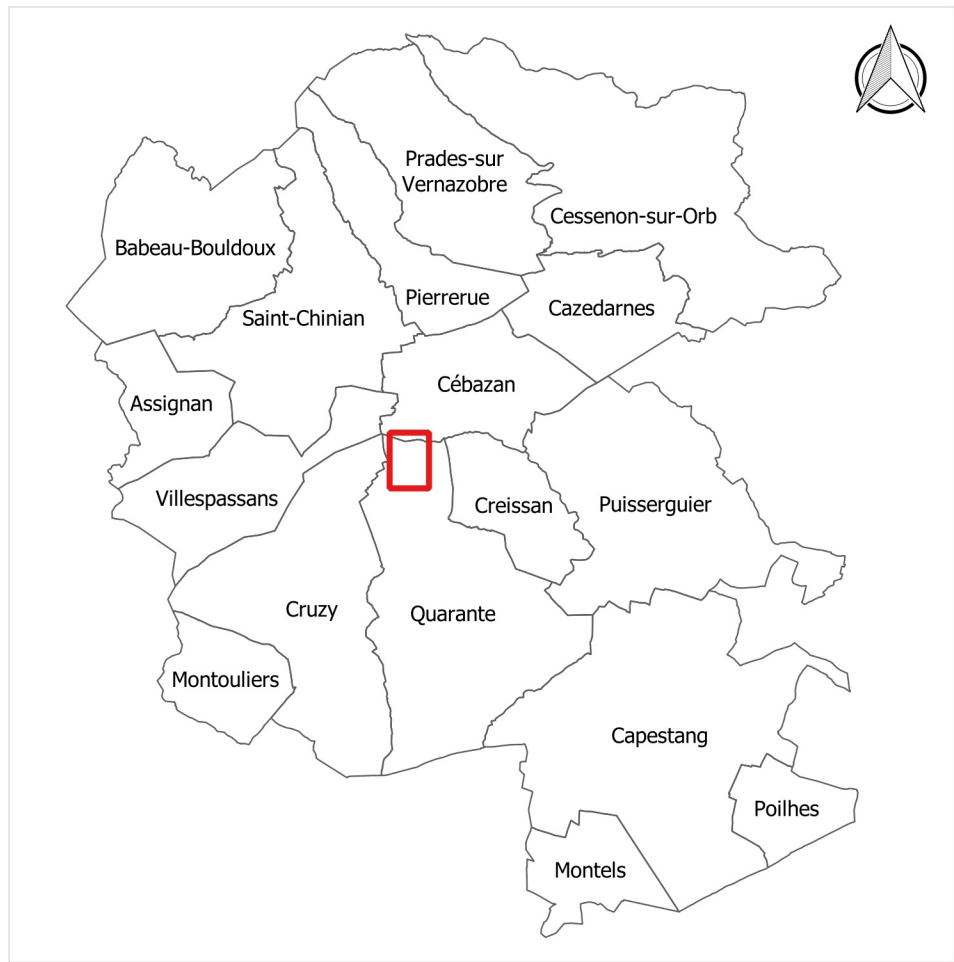 Prades-sur
Vernazobre
Cessenon-sur-Orb
Babeau-Bouldoux
Pierrerue
Cazedarnes
Saint-Chinian
Cébazan
Assignan
Villespassans
Creissan
Puisserguier
Cruzy
Quarante
Montouliers
Capestang
Poilhes
Montels